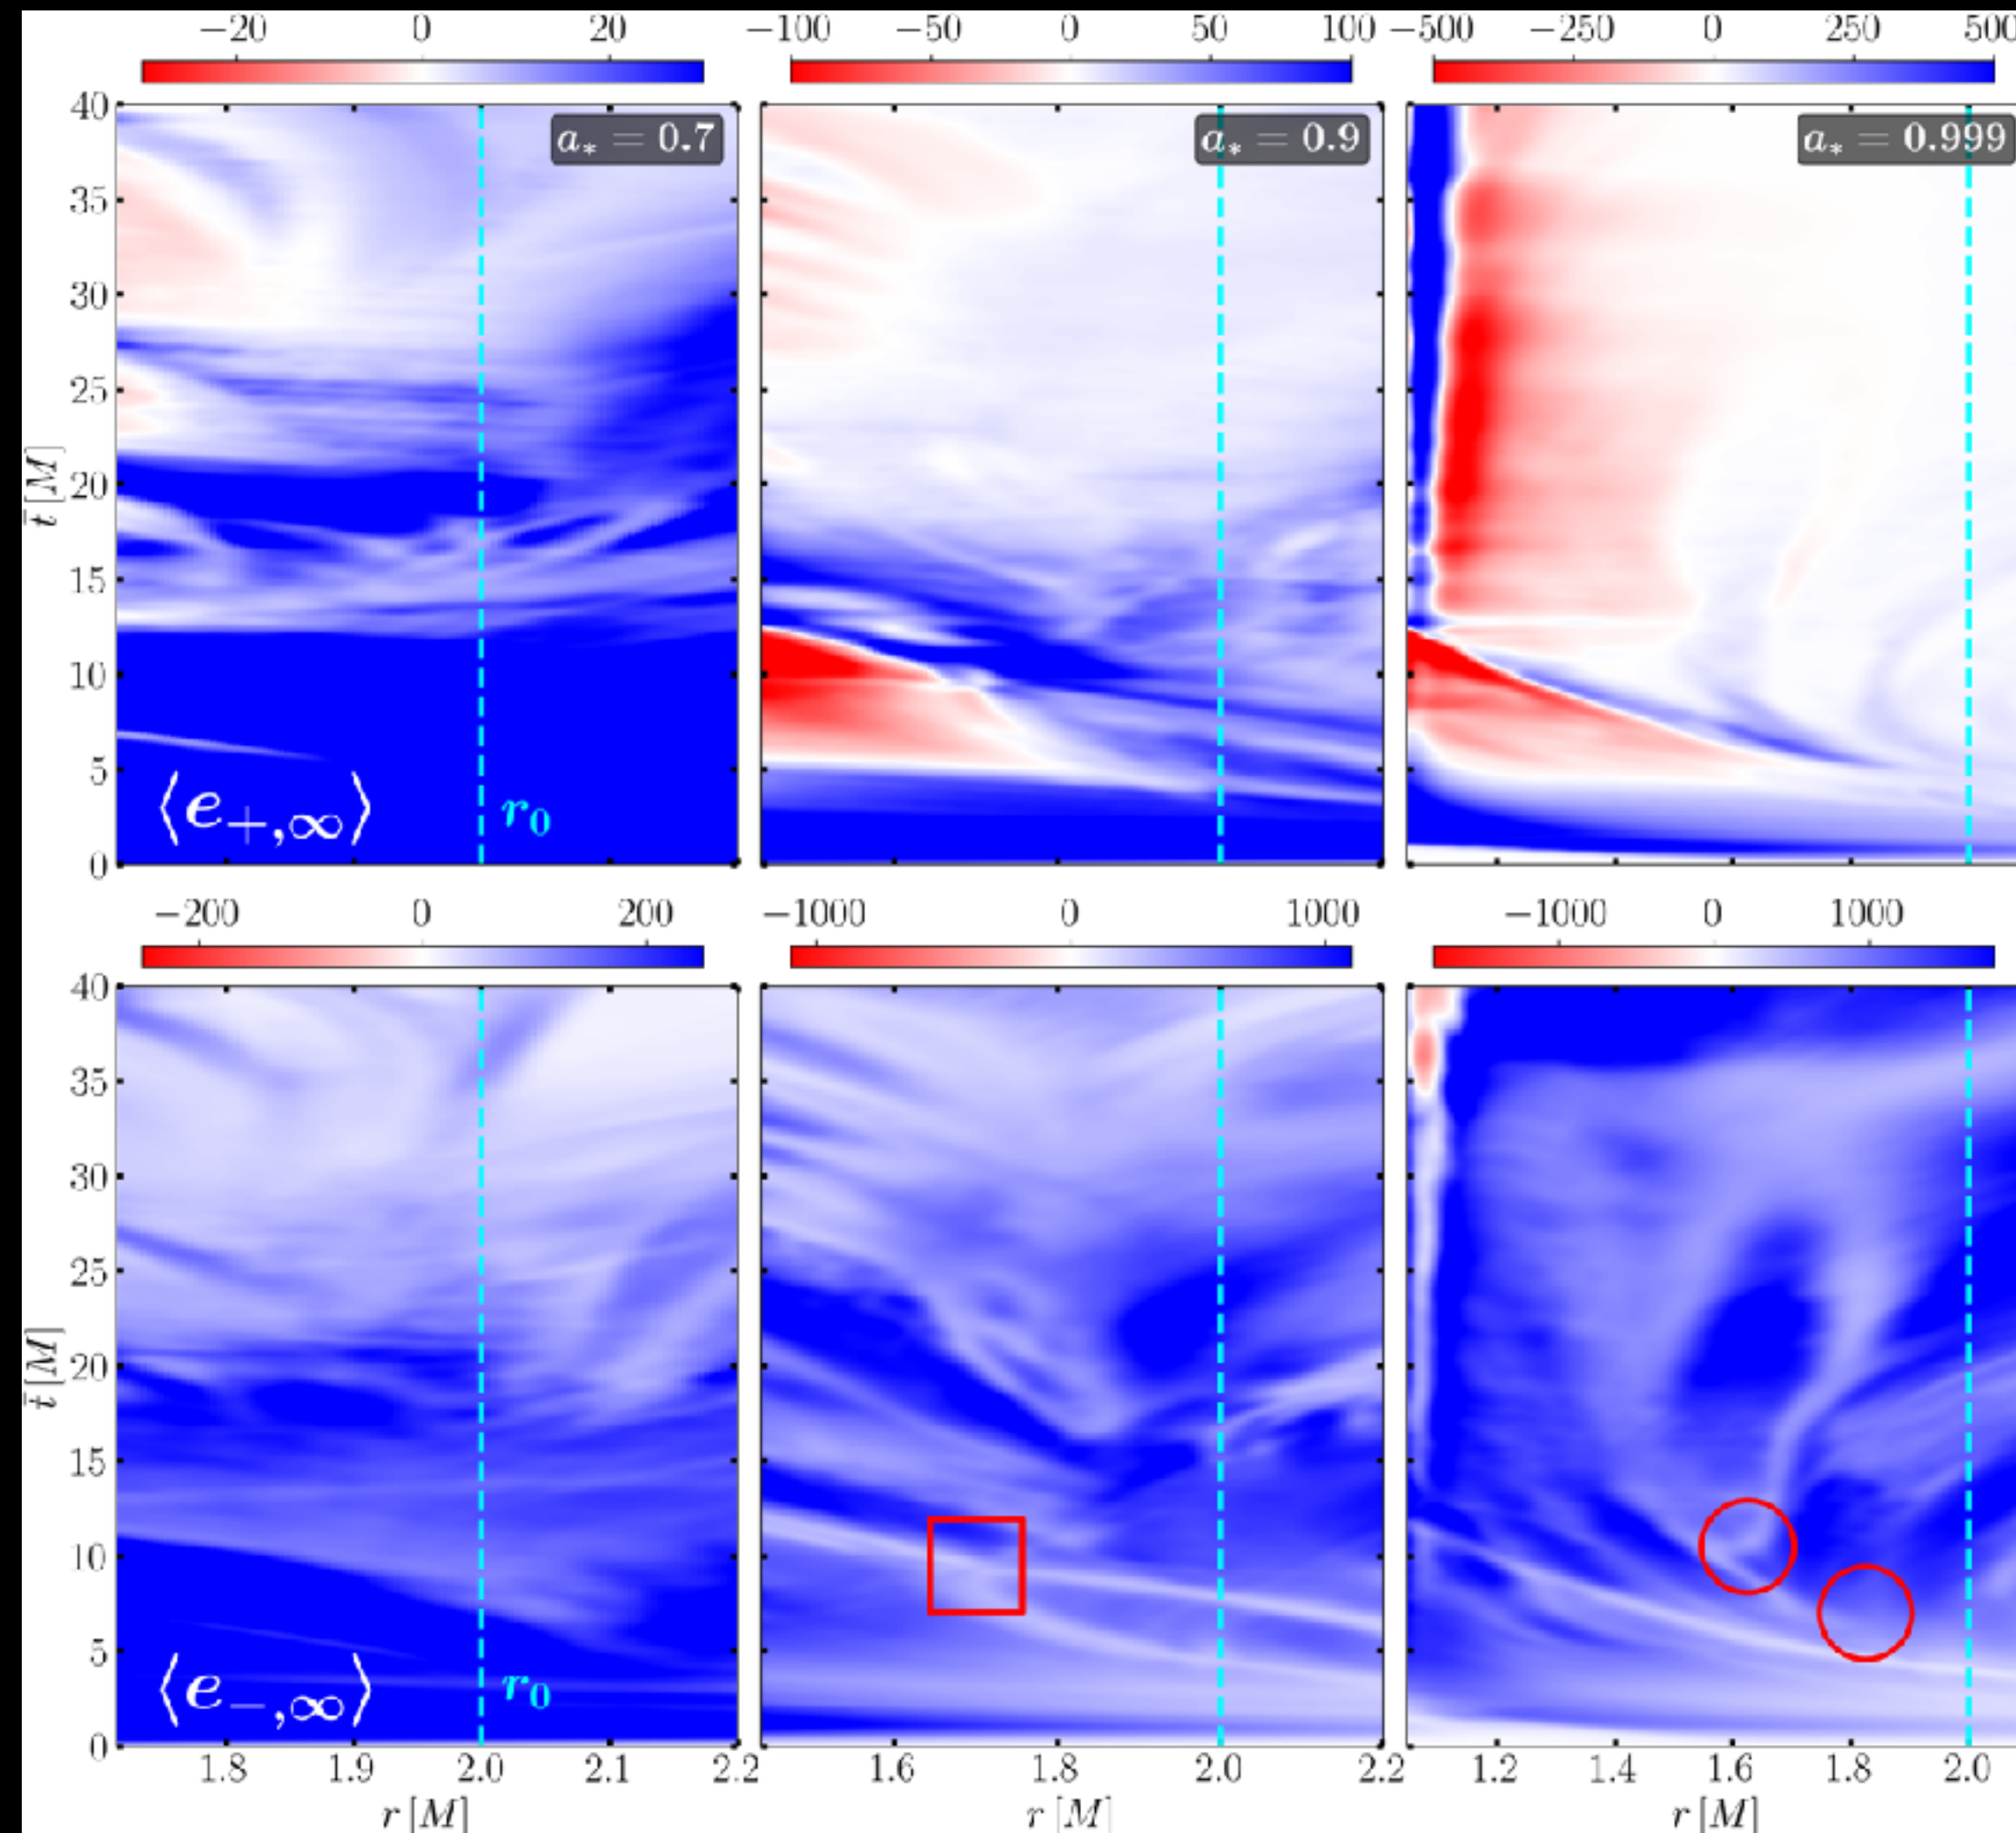 −20 0 20
−100 −50 0 50 100
−500 −250 0 250 500
40
35
30
25
20
15
10
5
0
t̄ [M]
a* = 0.7
a* = 0.9
a* = 0.999
⟨e+,∞⟩
r0
−200 0 200
−1000 0 1000
−1000 0 1000
40
35
30
25
20
15
10
5
0
t̄ [M]
⟨e−,∞⟩
r0
1.8 1.9 2.0 2.1 2.2
1.6 1.8 2.0 2.2
1.2 1.4 1.6 1.8 2.0
r [M]
r [M]
r [M]